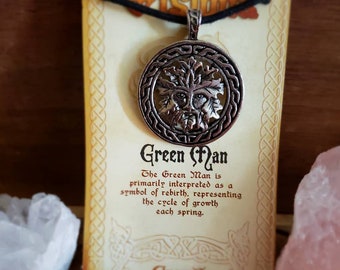 Green Man
The Green Man is
primarily interpreted as a
symbol of rebirth, representing
the cycle of growth
each spring.